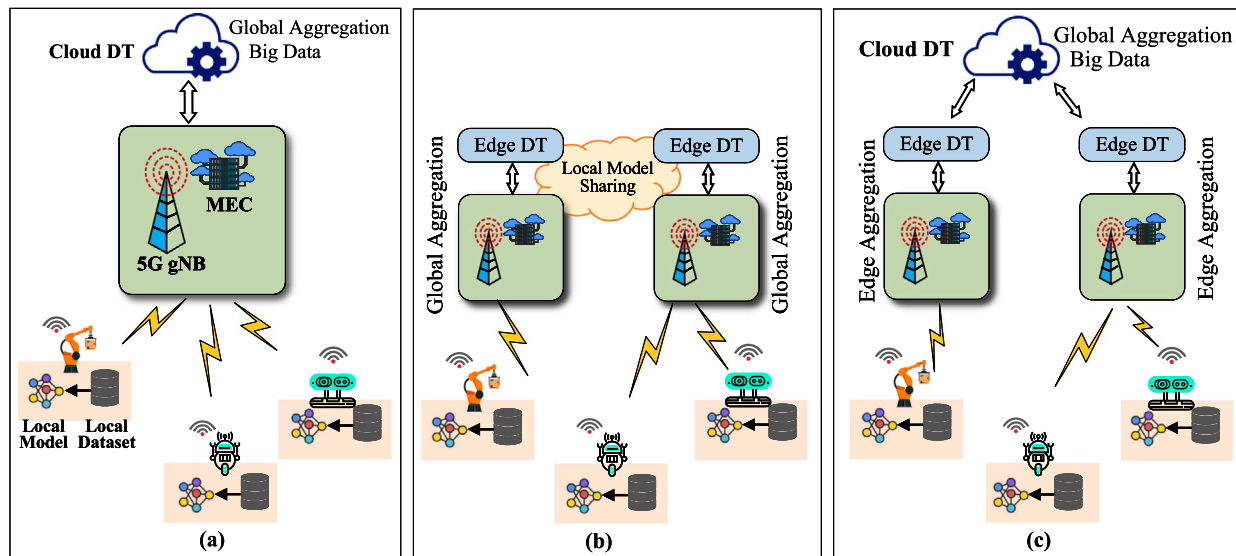 Cloud DT
Global Aggregation
Big Data
MEC
5G gNB
Local
Model
Local
Dataset
(a)
Edge DT
Edge DT
Local Model
Sharing
Global Aggregation
Global Aggregation
(b)
Cloud DT
Global Aggregation
Big Data
Edge DT
Edge DT
Edge Aggregation
Edge Aggregation
(c)